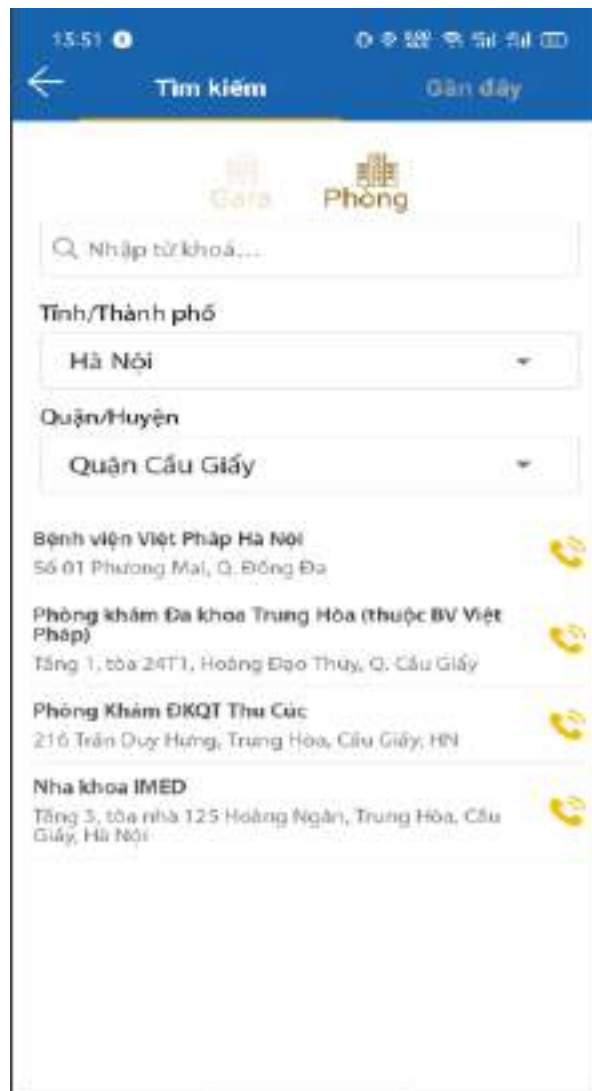 15:51
Tìm kiếm
Gần đây
Gara
Phòng
Nhập từ khoá...
Tỉnh/Thành phố
Hà Nội
Quận/Huyện
Quận Cầu Giấy
Bệnh viện Việt Pháp Hà Nội
Số 01 Phương Mai, Q. Đống Đa
Phòng khám Đa khoa Trung Hòa (thuộc BV Việt
Pháp)
Tầng 1, tòa 24T1, Hoàng Đạo Thúy, Q. Cầu Giấy
Phòng Khám ĐKQT Thu Cúc
216 Trần Duy Hưng, Trung Hòa, Cầu Giấy, HN
Nha khoa IMED
Tầng 3, tòa nhà 125 Hoàng Ngân, Trung Hòa, Cầu
Giấy, Hà Nội